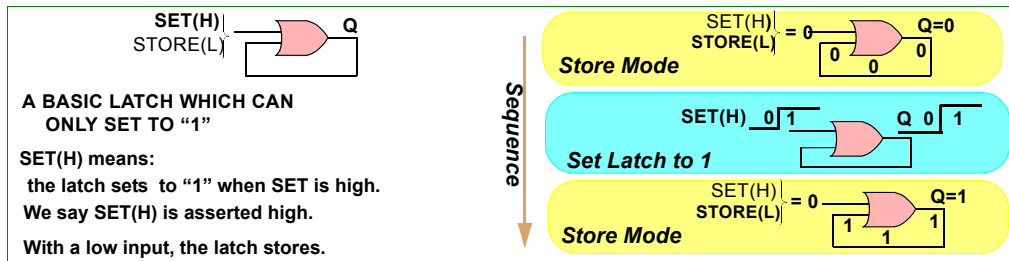 SET(H)
STORE(L)
Q
A BASIC LATCH WHICH CAN
ONLY SET TO “1”
SET(H) means:
the latch sets to “1” when SET is high.
We say SET(H) is asserted high.
With a low input, the latch stores.
Sequence
SET(H)
STORE(L)
= 0
Q=0
0
0
0
Store Mode
SET(H) 0 1
Q 0 1
Set Latch to 1
SET(H)
STORE(L)
= 0
Q=1
1
1
1
Store Mode